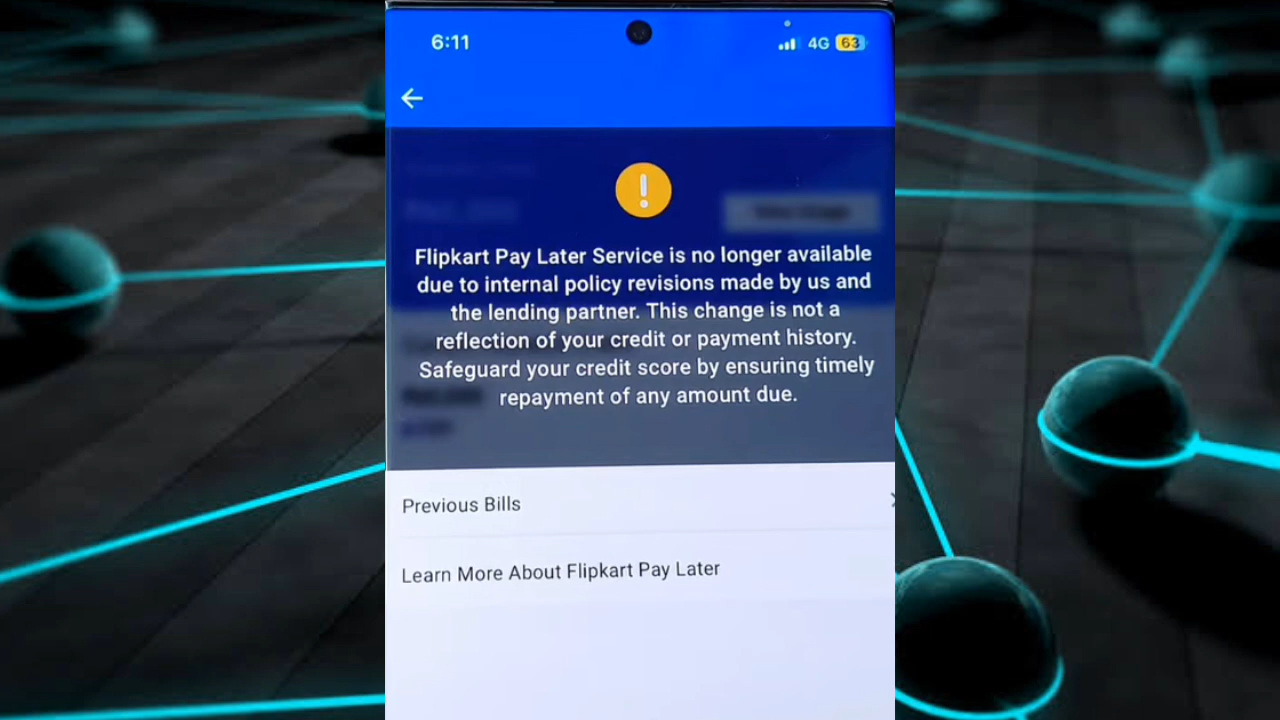 6:11
4G 63
Flipkart Pay Later Service is no longer available
due to internal policy revisions made by us and
the lending partner. This change is not a
reflection of your credit or payment history.
Safeguard your credit score by ensuring timely
repayment of any amount due.
Previous Bills
Learn More About Flipkart Pay Later